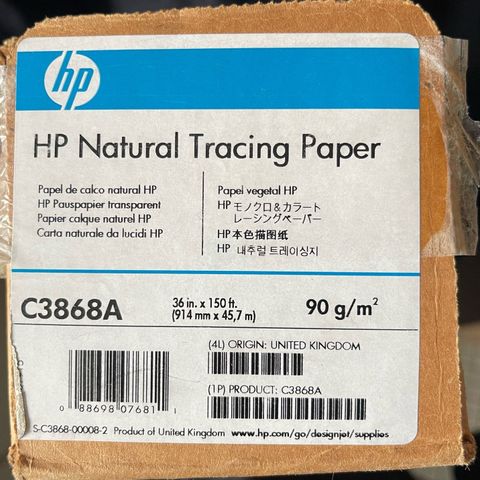 hp
HP Natural Tracing Paper
Papel de calco natural HP
HP Pauspapier transparent
Papier calque naturel HP
Carta naturale da lucidi HP
Papel vegetal HP
HP モノクロ&カラート
レーシングペーパー
HP 本色描图纸
HP 내추럴 트레이싱지
C3868A
36 in. x 150 ft.
(914 mm x 45,7 m)
90 g/m²
(4L) ORIGIN: UNITED KINGDOM
(1P) PRODUCT: C3868A
0 88698 07681 1
S-C3868-00008-2 Product of United Kingdom www.hp.com/go/designjet/supplies